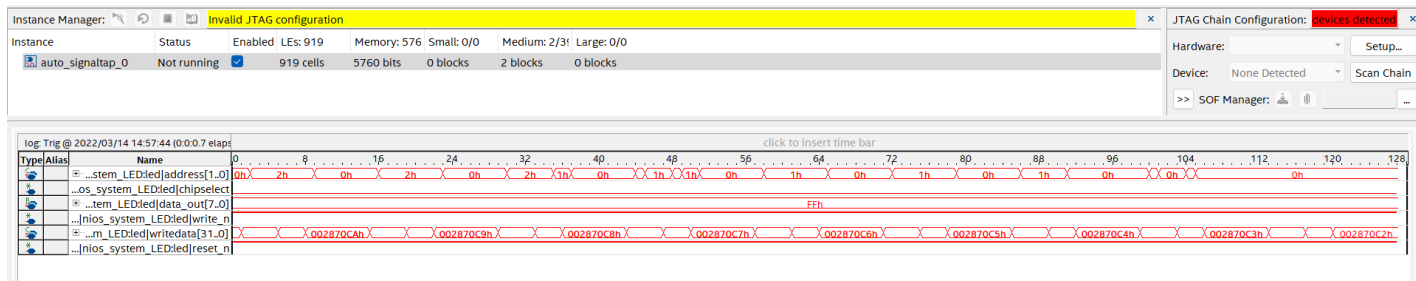 Instance Manager: Invalid JTAG configuration
JTAG Chain Configuration: devices detected
Instance Status Enabled LEs: 919 Memory: 576 Small: 0/0 Medium: 2/39 Large: 0/0
auto_signaltap_0 Not running 919 cells 5760 bits 0 blocks 2 blocks 0 blocks
Hardware: Setup...
Device: None Detected Scan Chain
>> SOF Manager: ...
log: Trig @ 2022/03/14 14:57:44 (0:0:0.7 elaps click to insert time bar
Type Alias Name 0 8 16 24 32 40 48 56 64 72 80 88 96 104 112 120 128
...stem_LED:led|address[1..0] 0h 2h 0h 2h 0h 2h 1h 0h 1h 1h 0h 1h 0h 1h 0h 1h 0h 0h 0h
...os_system_LED:led|chipselect
...tem_LED:led|data_out[7..0] FFh
...|nios_system_LED:led|write_n
...m_LED:led|writedata[31..0] 002870CAh 002870C9h 002870C8h 002870C7h 002870C6h 002870C5h 002870C4h 002870C3h 002870C2h
...|nios_system_LED:led|reset_n